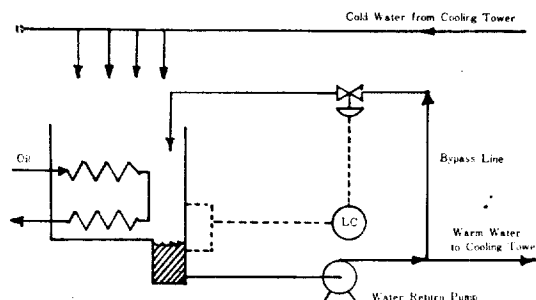 Cold Water from Cooling Tower
Oil
Bypass Line
LC
Warm Water
to Cooling Towe
Water Return Pump